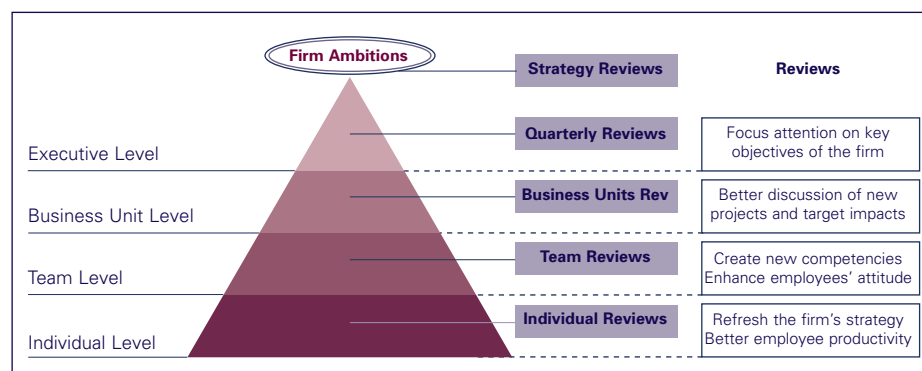 Firm Ambitions
Strategy Reviews
Reviews
Executive Level
Quarterly Reviews
Focus attention on key
objectives of the firm
Business Unit Level
Business Units Rev
Better discussion of new
projects and target impacts
Team Level
Team Reviews
Create new competencies
Enhance employees’ attitude
Individual Level
Individual Reviews
Refresh the firm’s strategy
Better employee productivity